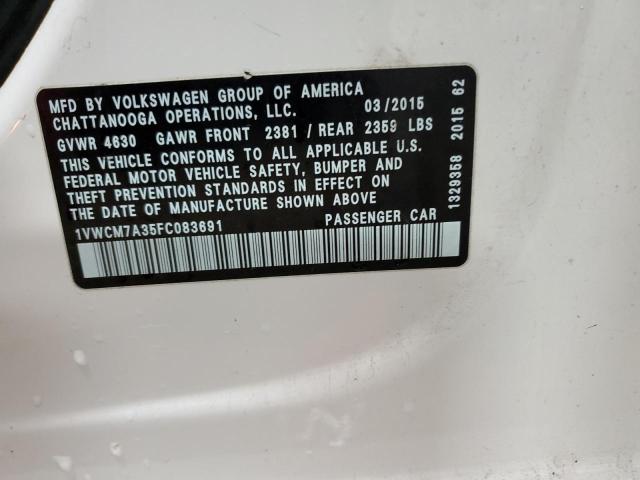 MFD BY VOLKSWAGEN GROUP OF AMERICA
CHATTANOOGA OPERATIONS, LLC. 03/2015
GVWR 4630 GAWR FRONT 2381 / REAR 2359 LBS
THIS VEHICLE CONFORMS TO ALL APPLICABLE U.S.
FEDERAL MOTOR VEHICLE SAFETY, BUMPER AND
THEFT PREVENTION STANDARDS IN EFFECT ON
THE DATE OF MANUFACTURE SHOWN ABOVE
1VWCM7A35FC083691 PASSENGER CAR
1329358 2015 62